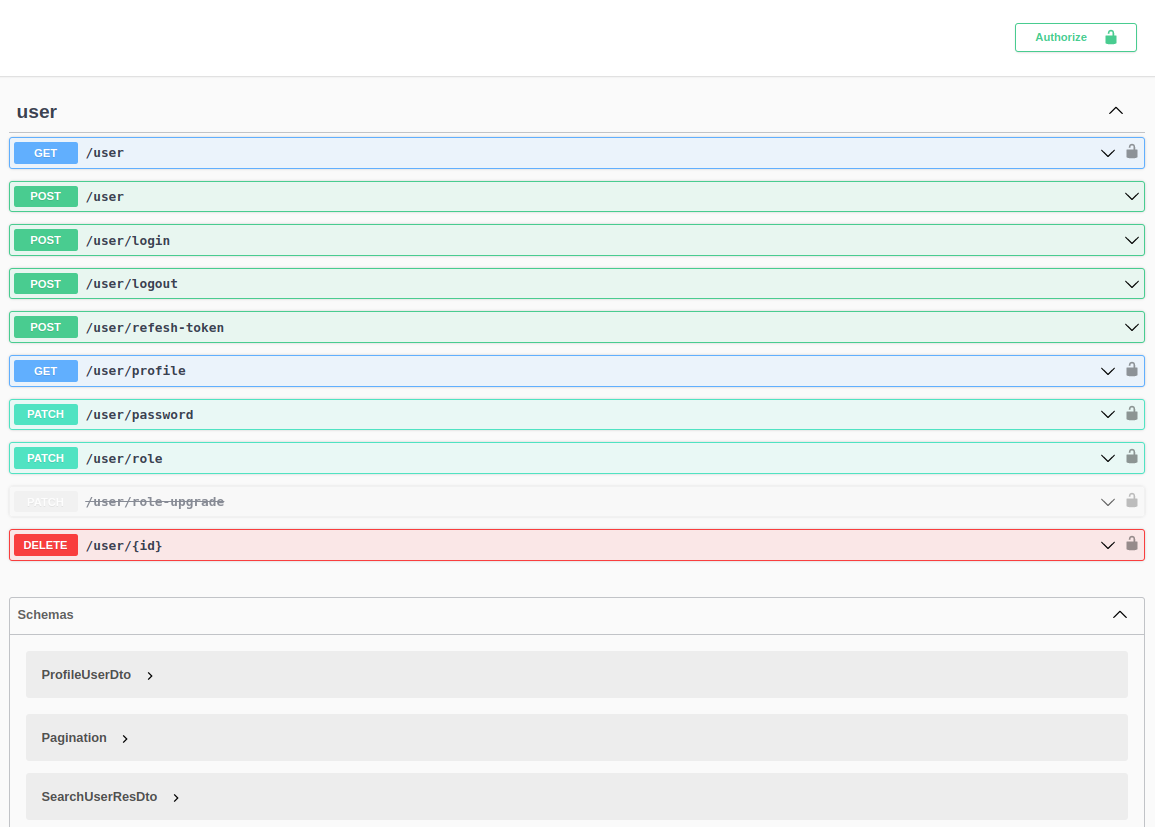 Authorize
user
GET /user
POST /user
POST /user/login
POST /user/logout
POST /user/refesh-token
GET /user/profile
PATCH /user/password
PATCH /user/role
PATCH /user/role-upgrade
DELETE /user/{id}
Schemas
ProfileUserDto
Pagination
SearchUserResDto